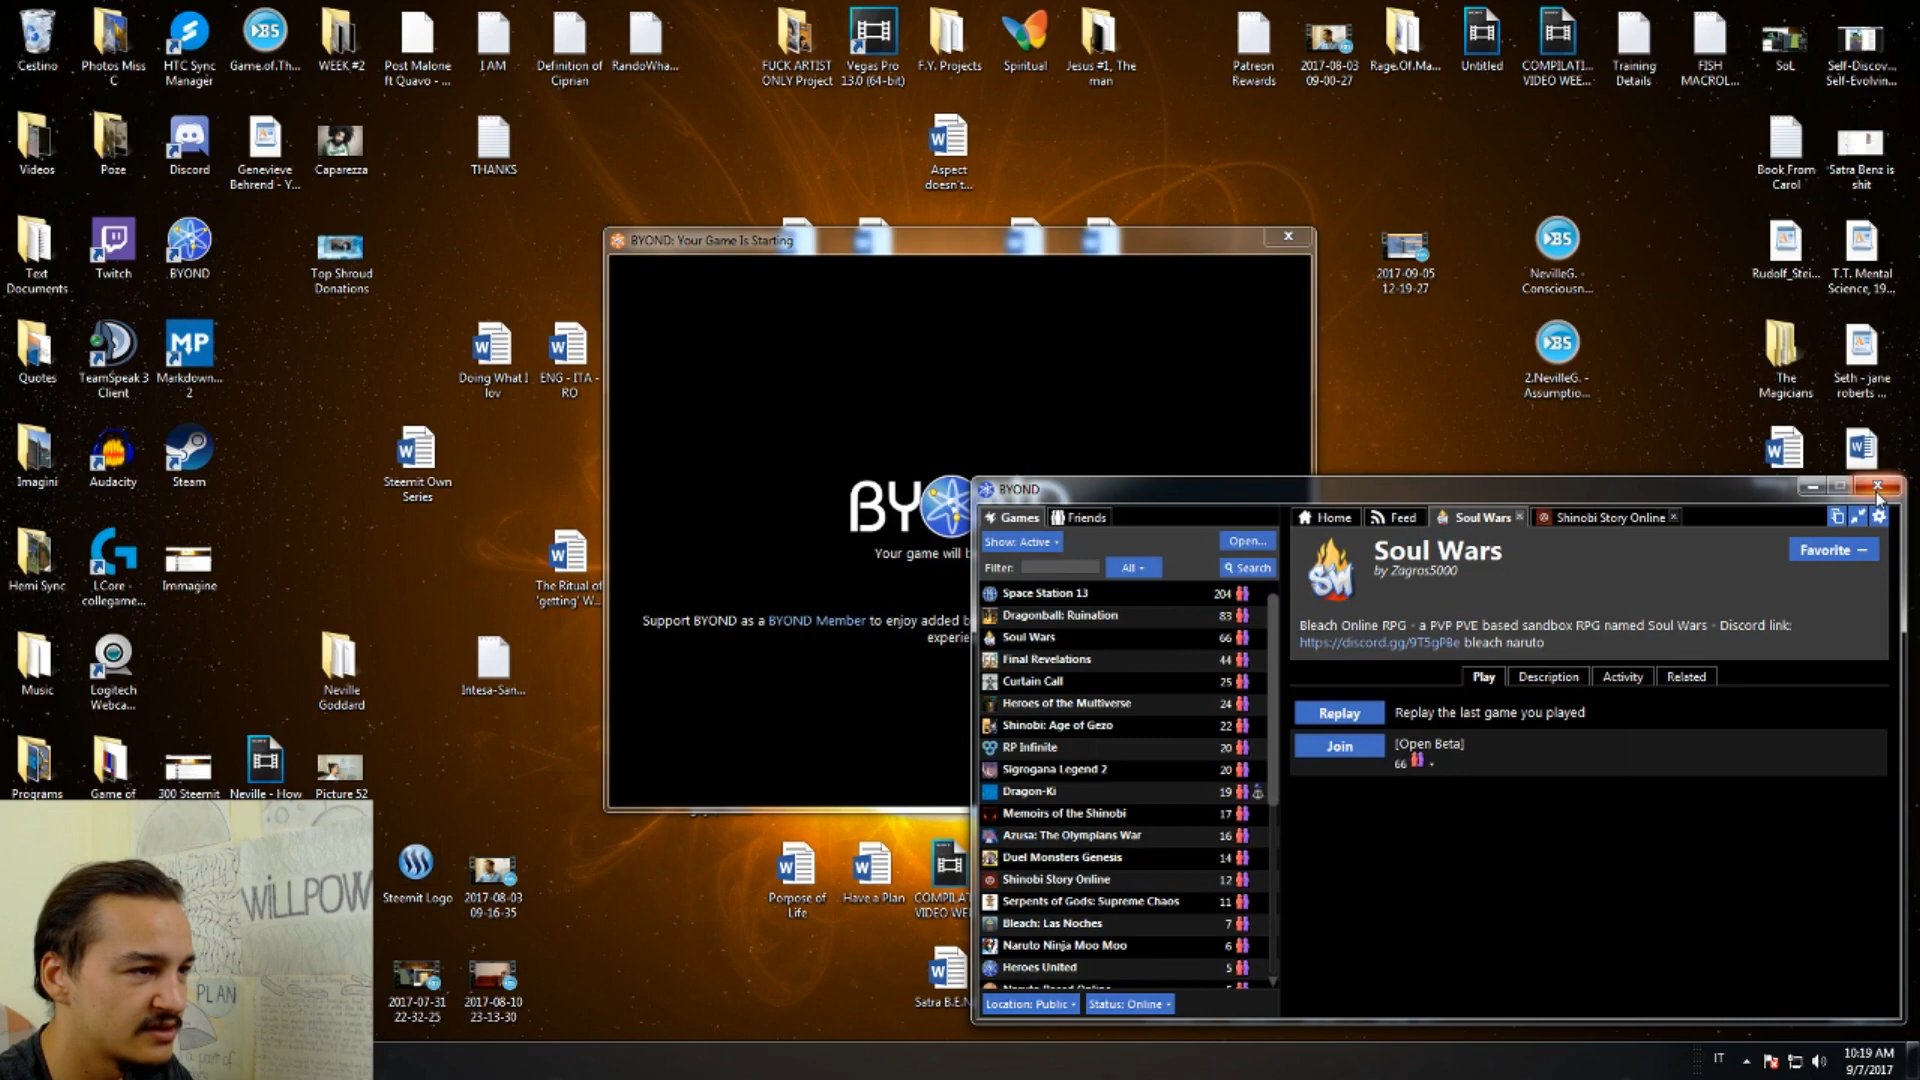 Cestino
Photos Miss C
HTC Sync Manager
Game.of.Th...
WEEK #2
Post Malone ft Quavo - ...
I AM
Definition of Ciprian
RandoWha...
FUCK ARTIST ONLY Project
Vegas Pro 13.0 (64-bit)
F.Y. Projects
Spiritual
Jesus #1, The man
Patreon Rewards
2017-08-03 09-00-27
Rage.Of.Ma...
Untitled
COMPILATI... VIDEO WEE...
Training Details
FISH MACROL...
SoL
Self-Discov... Self-Evolvin...
Videos
Poze
Discord
Genevieve Behrend - Y...
Caparezza
THANKS
Aspect doesn't...
Book From Carol
Satra Benz is shit
Text Documents
Twitch
BYOND
Top Shroud Donations
2017-09-05 12-19-27
NevilleG. - Consciousn...
Rudolf_Stei...
T.T. Mental Science, 19...
Quotes
TeamSpeak 3 Client
MP
Markdown... 2
Doing What I lov
ENG - ITA - RO
2.NevilleG. - Assumptio...
The Magicians
Seth - jane roberts ...
Imagini
Audacity
Steam
Steemit Own Series
Hemi Sync
LCore - collegame...
Immagine
The Ritual of 'getting' W...
Music
Logitech Webca...
Neville Goddard
Intesa-San...
Programs
Game of
300 Steemit
Neville - How
Picture 52
Steemit Logo
2017-08-03 09-16-35
Porpose of Life
Have a Plan
COMPILA
VIDEO WE
2017-07-31 22-32-25
2017-08-10 23-13-30
Satra B.E.N
BYOND: Your Game Is Starting
BY
Your game will b
Support BYOND as a BYOND Member to enjoy added b
experie
BYOND
Games
Friends
Show: Active
Open...
Filter:
All
Search
Space Station 13 204
Dragonball: Ruination 83
Soul Wars 66
Final Revelations 44
Curtain Call 25
Heroes of the Multiverse 24
Shinobi: Age of Gezo 22
RP Infinite 20
Sigrogana Legend 2 20
Dragon-Ki 19
Memoirs of the Shinobi 17
Azusa: The Olympians War 16
Duel Monsters Genesis 14
Shinobi Story Online 12
Serpents of Gods: Supreme Chaos 11
Bleach: Las Noches 7
Naruto Ninja Moo Moo 6
Heroes United 5
Location: Public
Status: Online
Home
Feed
Soul Wars
Shinobi Story Online
SW
Soul Wars
by Zagros5000
Favorite
Bleach Online RPG - a PVP PVE based sandbox RPG named Soul Wars - Discord link:
https://discord.gg/9T5gP8e bleach naruto
Play
Description
Activity
Related
Replay
Replay the last game you played
Join
[Open Beta]
66
WILLPOW
PLAN
IT
10:19 AM
9/7/2017